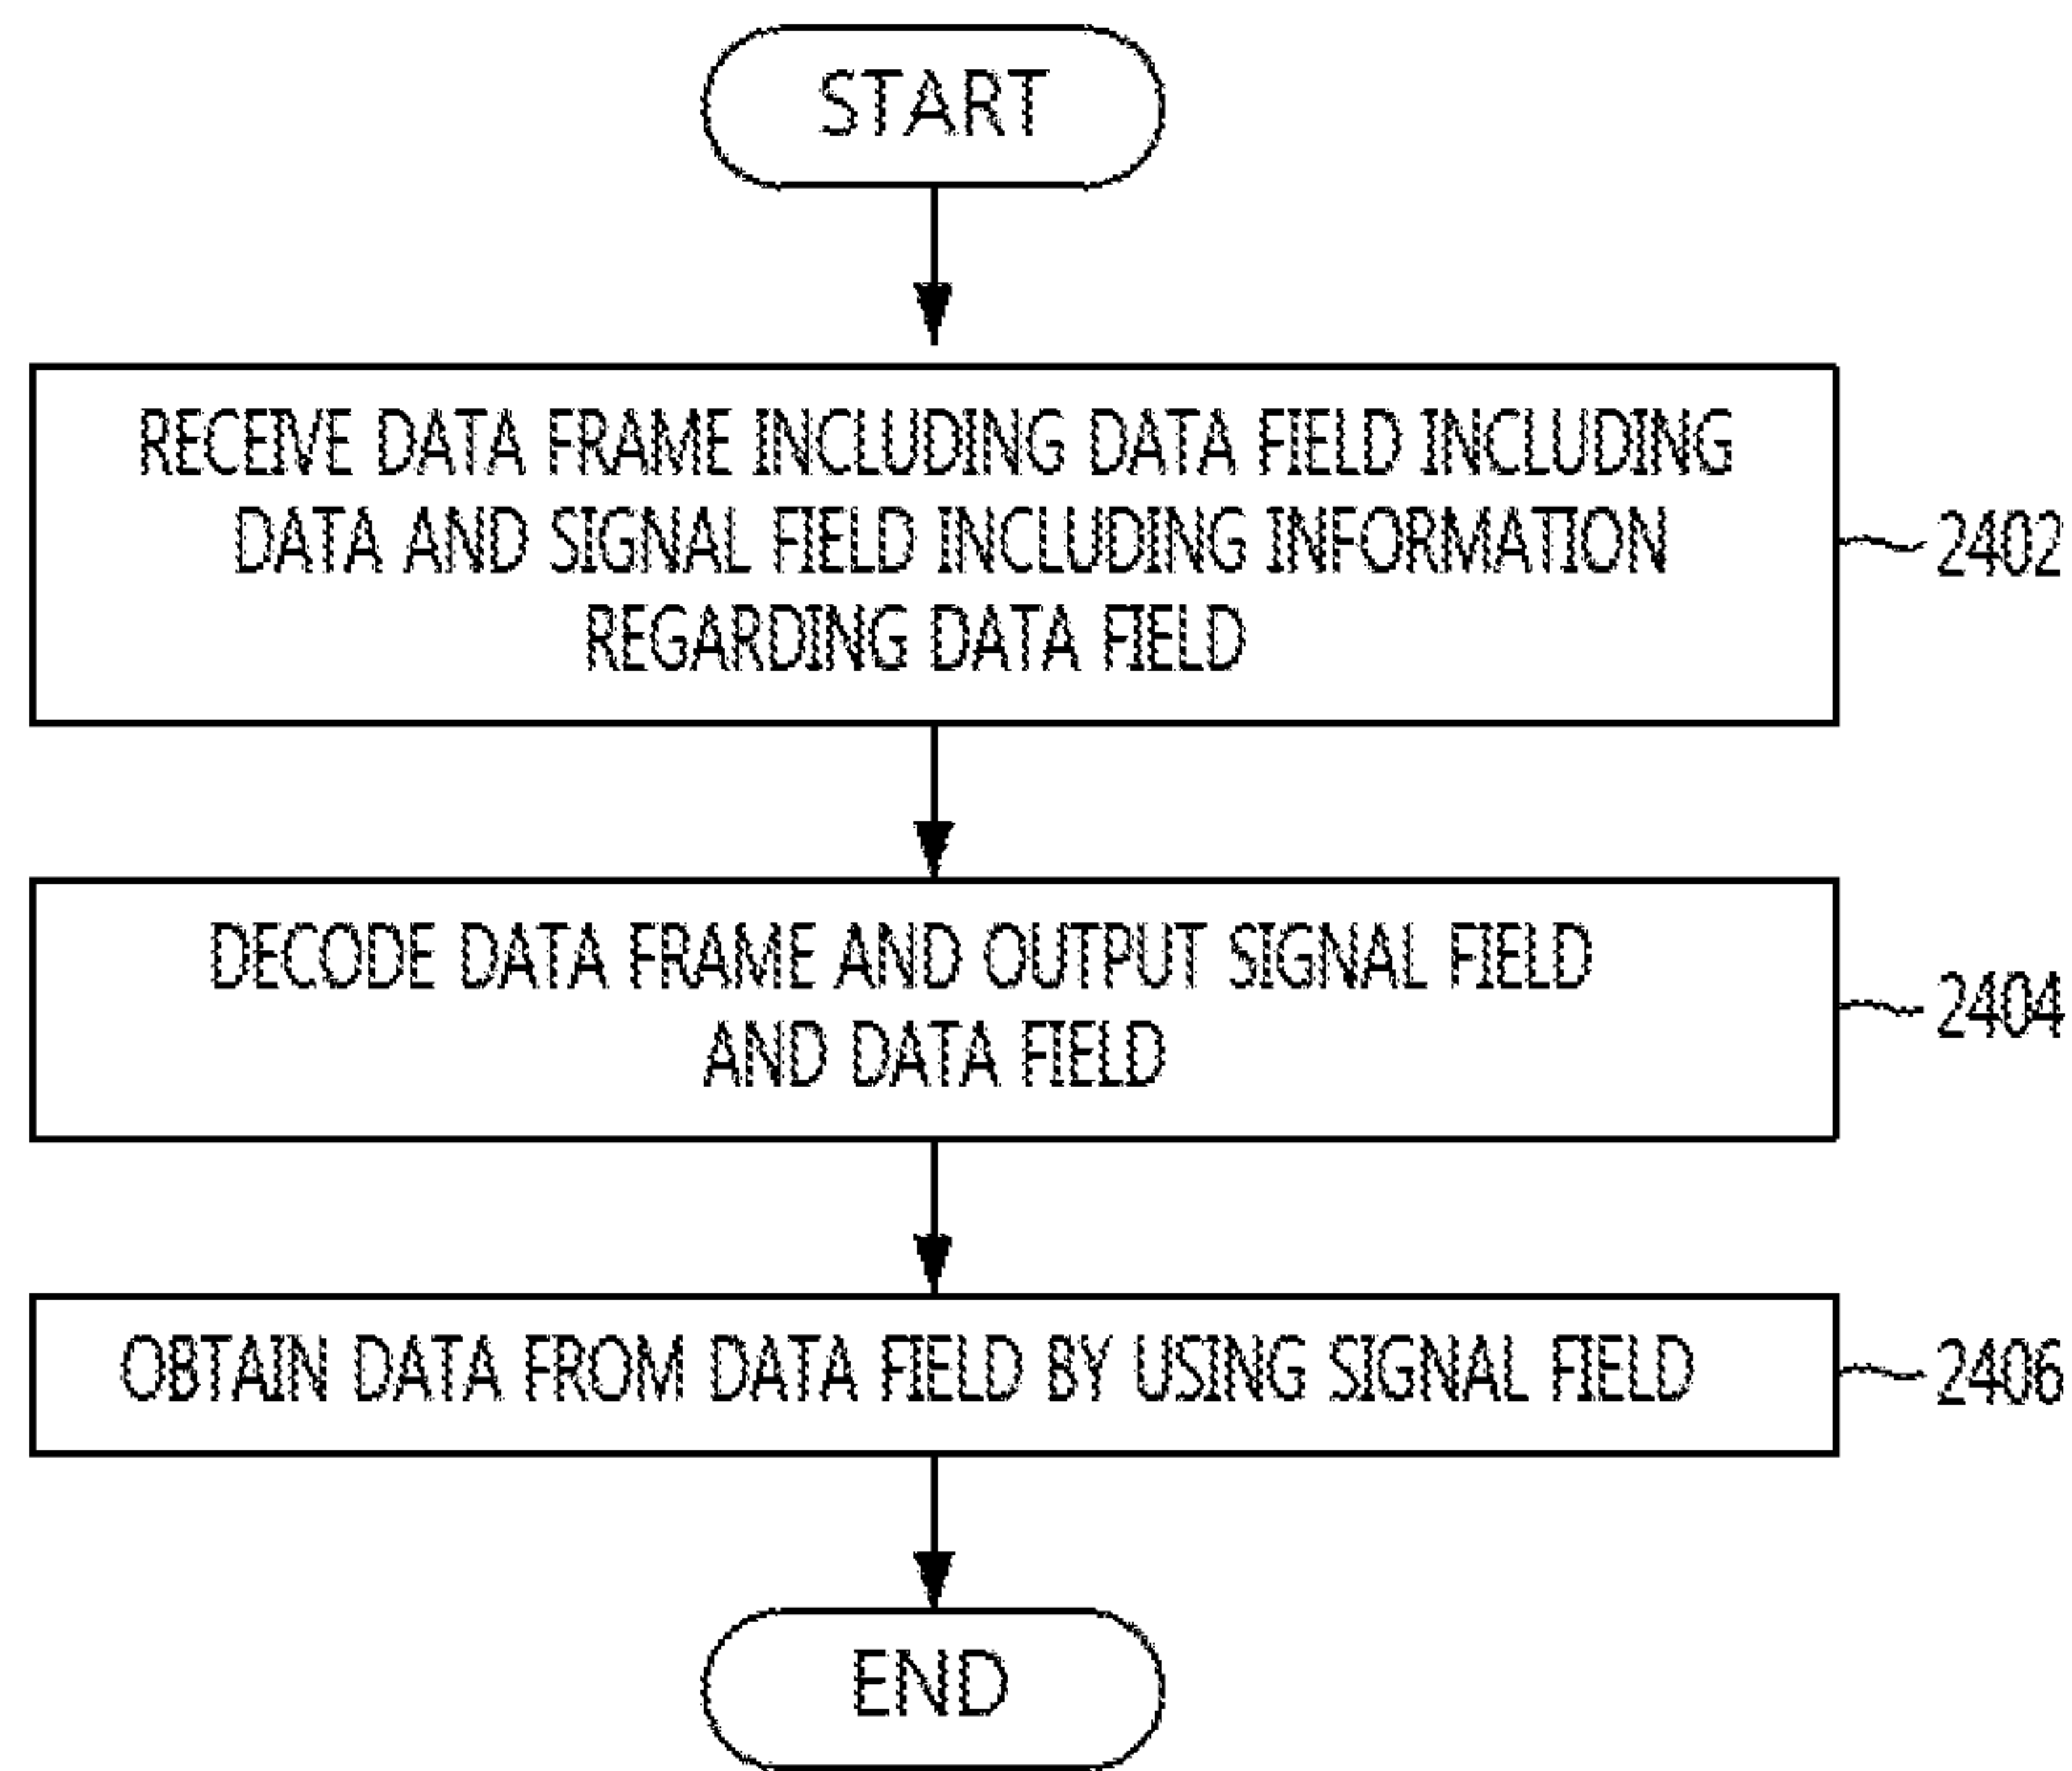 START
RECEIVE DATA FRAME INCLUDING DATA FIELD INCLUDING
DATA AND SIGNAL FIELD INCLUDING INFORMATION
REGARDING DATA FIELD
2402
DECODE DATA FRAME AND OUTPUT SIGNAL FIELD
AND DATA FIELD
2404
OBTAIN DATA FROM DATA FIELD BY USING SIGNAL FIELD
2406
END